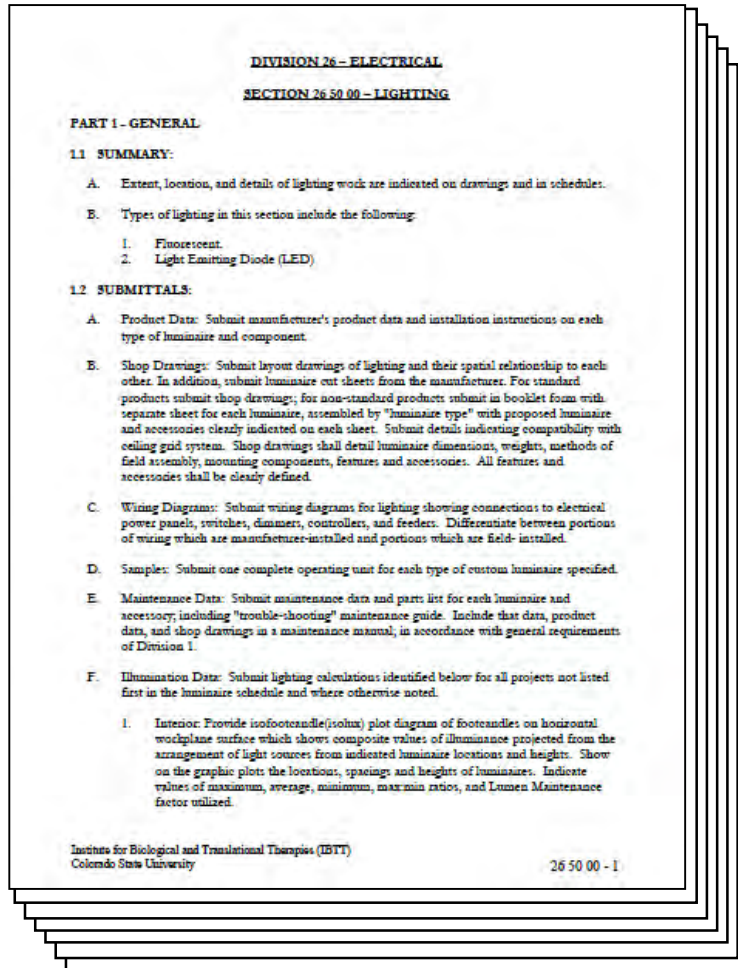 DIVISION 26 – ELECTRICAL
SECTION 26 50 00 – LIGHTING
PART 1 - GENERAL
1.1 SUMMARY:
A. Extent, location, and details of lighting work are indicated on drawings and in schedules.
B. Types of lighting in this section include the following:
1. Fluorescent.
2. Light Emitting Diode (LED)
1.2 SUBMITTALS:
A. Product Data: Submit manufacturer's product data and installation instructions on each
type of luminaire and component.
B. Shop Drawings: Submit layout drawings of lighting and their spatial relationship to each
other. In addition, submit luminaire cut sheets from the manufacturer. For standard
products submit shop drawings; for non-standard products submit in booklet form with
separate sheet for each luminaire, assembled by "luminaire type" with proposed luminaire
and accessories clearly indicated on each sheet. Submit details indicating compatibility with
ceiling grid system. Shop drawings shall detail luminaire dimensions, weights, methods of
field assembly, mounting components, features and accessories. All features and
accessories shall be clearly defined.
C. Wiring Diagrams: Submit wiring diagrams for lighting showing connections to electrical
power panels, switches, dimmers, controllers, and feeders. Differentiate between portions
of wiring which are manufacturer-installed and portions which are field- installed.
D. Samples: Submit one complete operating unit for each type of custom luminaire specified.
E. Maintenance Data: Submit maintenance data and parts list for each luminaire and
accessory; including "trouble-shooting" maintenance guide. Include that data, product
data, and shop drawings in a maintenance manual; in accordance with general requirements
of Division 1.
F. Illumination Data: Submit lighting calculations identified below for all projects not listed
first in the luminaire schedule and where otherwise noted.
1. Interior: Provide isofootcandle(isolux) plot diagram of footcandles on horizontal
workplane surface which shows composite values of illuminance projected from the
arrangement of light sources from indicated luminaire locations and heights. Show
on the graphic plots the locations, spacings and heights of luminaires. Indicate
values of maximum, average, minimum, max:min ratios, and Lumen Maintenance
factor utilized.
Institute for Biological and Translational Therapies (IBTT)
Colorado State University
26 50 00 - 1